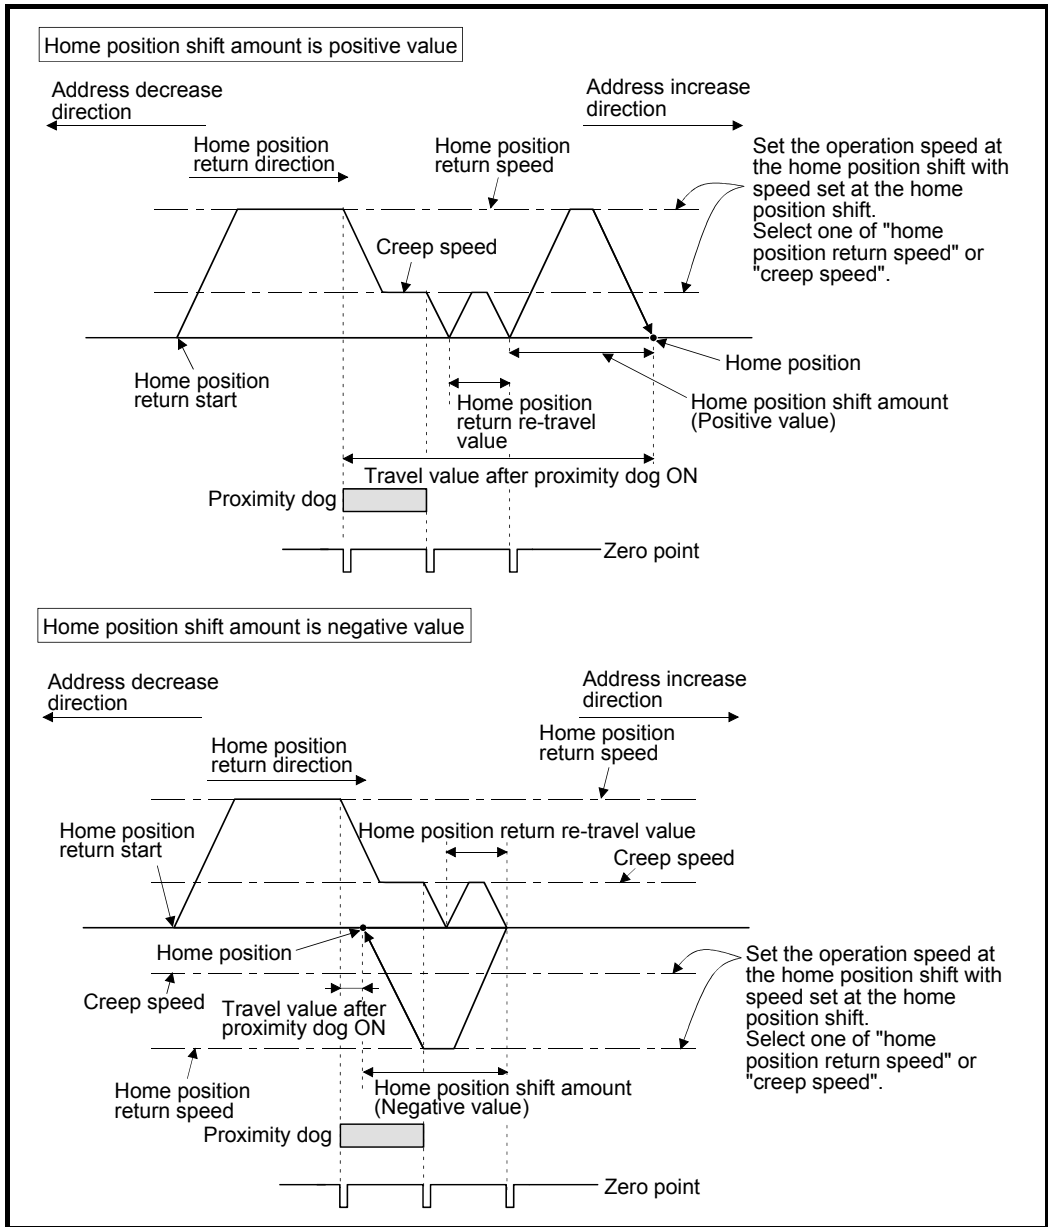 Home position shift amount is positive value
Address decrease
direction
Address increase
direction
Home position
return direction
Home position
return speed
Set the operation speed at
the home position shift with
speed set at the home
position shift.
Select one of "home
position return speed" or
"creep speed".
Creep speed
Home position
return start
Home position
Home position
return re-travel
value
Home position shift amount
(Positive value)
Travel value after proximity dog ON
Proximity dog
Zero point
Home position shift amount is negative value
Address decrease
direction
Address increase
direction
Home position
return direction
Home position
return speed
Home position
return start
Home position return re-travel value
Creep speed
Home position
Creep speed
Travel value after
proximity dog ON
Set the operation speed at
the home position shift with
speed set at the home
position shift.
Select one of "home
position return speed" or
"creep speed".
Home position
return speed
Home position shift amount
(Negative value)
Proximity dog
Zero point